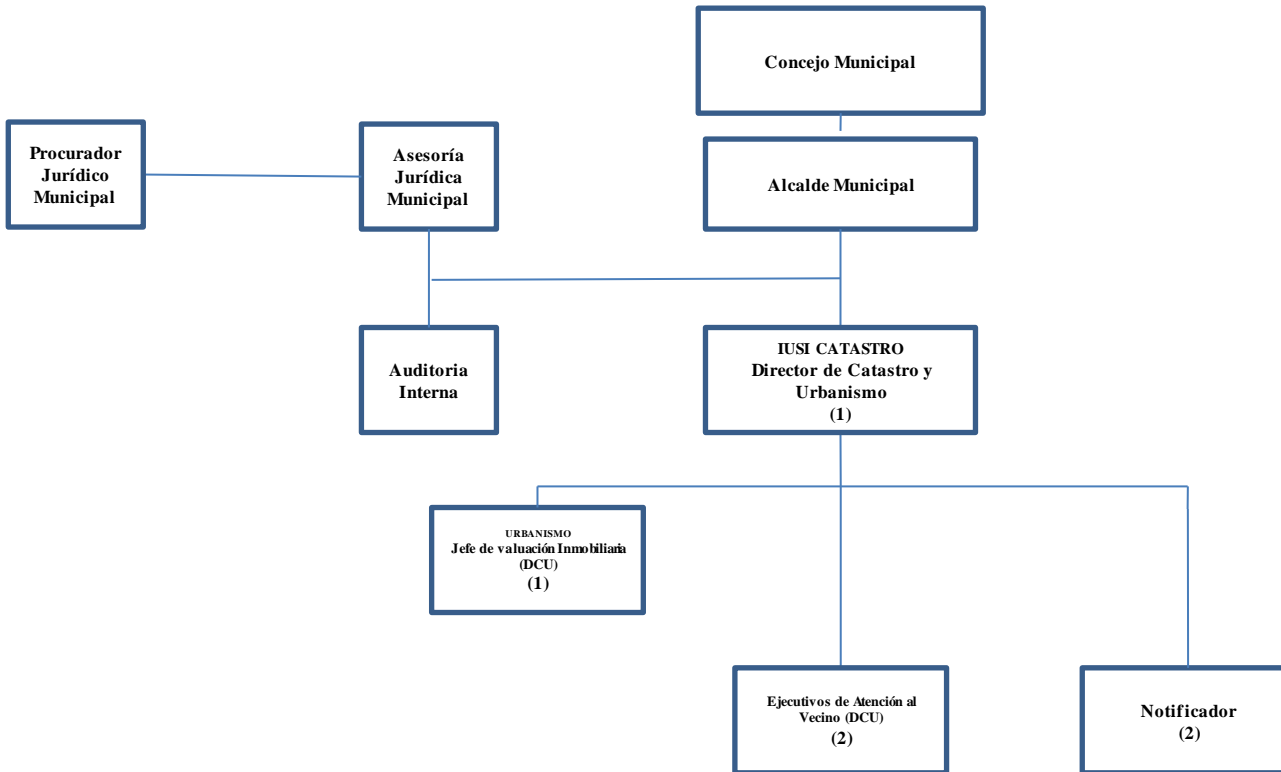 Concejo Municipal
Procurador
Jurídico
Municipal
Asesoría
Jurídica
Municipal
Alcalde Municipal
Auditoria
Interna
IUSI CATASTRO
Director de Catastro y
Urbanismo
(1)
URBANISMO
Jefe de valuación Inmobiliaria
(DCU)
(1)
Ejecutivos de Atención al
Vecino (DCU)
(2)
Notificador
(2)